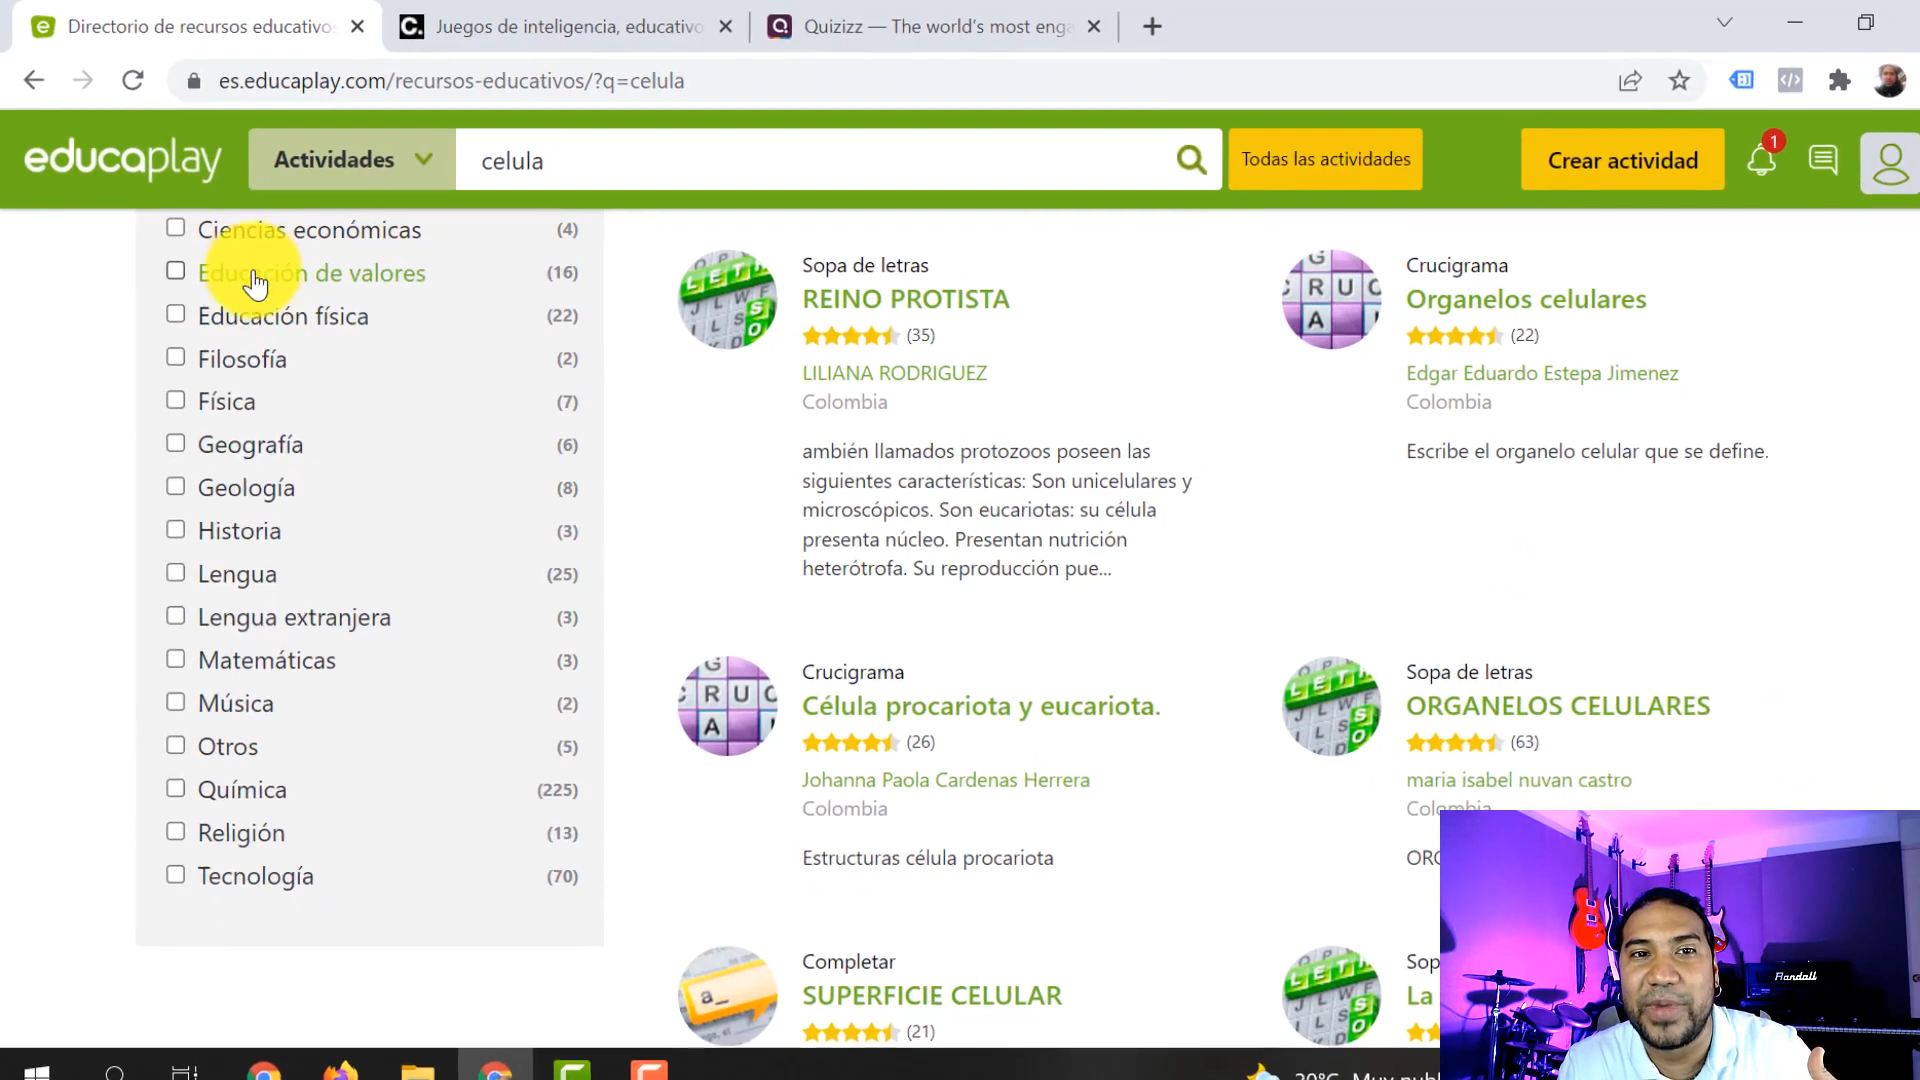 Directorio de recursos educativos
Juegos de inteligencia, educativo
Quizizz — The world's most enga
es.educaplay.com/recursos-educativos/?q=celula
educaplay
Actividades
celula
Todas las actividades
Crear actividad
1
Ciencias económicas (4)
Educación de valores (16)
Educación física (22)
Filosofía (2)
Física (7)
Geografía (6)
Geología (8)
Historia (3)
Lengua (25)
Lengua extranjera (3)
Matemáticas (3)
Música (2)
Otros (5)
Química (225)
Religión (13)
Tecnología (70)
Sopa de letras
REINO PROTISTA
(35)
LILIANA RODRIGUEZ
Colombia
ambién llamados protozoos poseen las
siguientes características: Son unicelulares y
microscópicos. Son eucariotas: su célula
presenta núcleo. Presentan nutrición
heterótrofa. Su reproducción pue...
Crucigrama
Organelos celulares
(22)
Edgar Eduardo Estepa Jimenez
Colombia
Escribe el organelo celular que se define.
Crucigrama
Célula procariota y eucariota.
(26)
Johanna Paola Cardenas Herrera
Colombia
Estructuras célula procariota
Sopa de letras
ORGANELOS CELULARES
(63)
maria isabel nuvan castro
Colombia
Completar
SUPERFICIE CELULAR
(21)
Sop
La
Randall